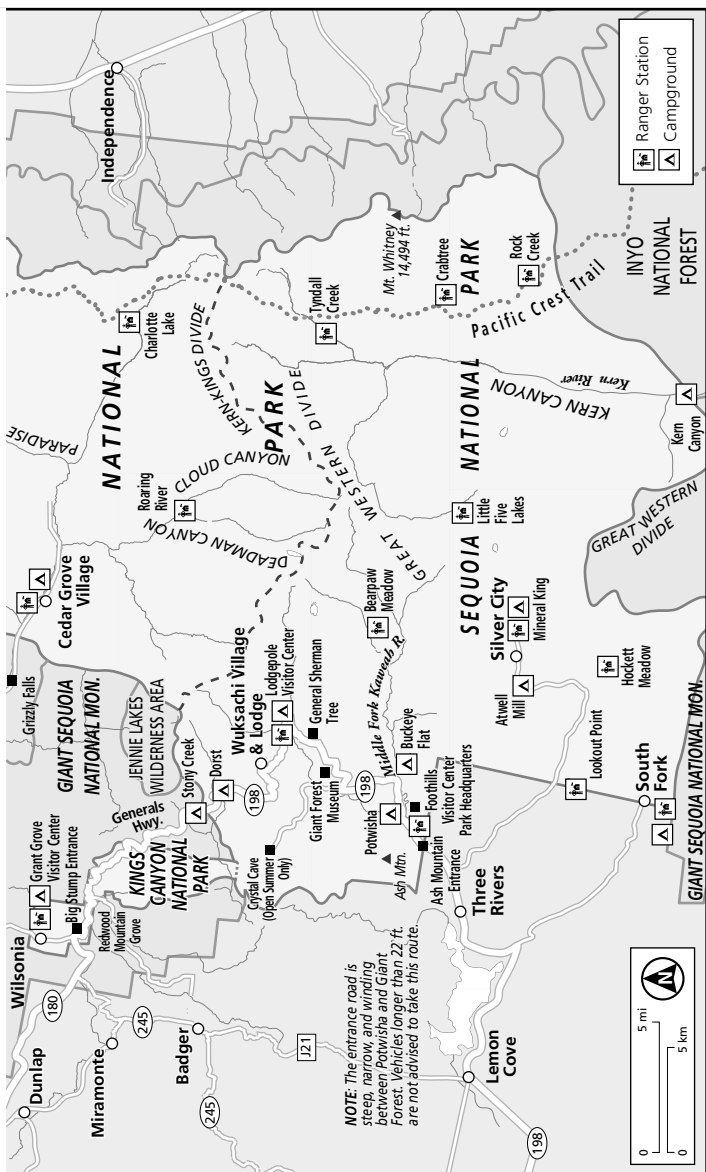 Wilsonia
Grant Grove
Visitor Center
Big Stump Entrance
180
Dunlap
Miramonte
245
Redwood
Mountain
Grove
KINGS
CANYON
NATIONAL
PARK
Generals
Hwy.
Grizzly Falls
GIANT SEQUOIA
NATIONAL MON.
JENNIE LAKES
WILDERNESS AREA
Cedar Grove
Village
PARADISE
NATIONAL
PARK
Charlotte
Lake
Independence
Roaring
River
CLOUD CANYON
DEADMAN CANYON
KERN-KINGS DIVIDE
Stony Creek
Dorst
Wuksachi Village
& Lodge
198
Lodgepole
Visitor Center
General Sherman
Tree
Giant Forest
Museum
Crystal Cave
(Open Summer
Only)
Badger
245
J21
198
Middle Fork Kaweah R.
Bearpaw
Meadow
GREAT WESTERN DIVIDE
Tyndall
Creek
Mt. Whitney
14,494 ft.
Crabtree
Rock
Creek
Pacific Crest Trail
Potwisha
Buckeye
Flat
Foothills
Visitor Center
Park Headquarters
Ash Mtn.
Ash Mountain
Entrance
NOTE: The entrance road is
steep, narrow, and winding
between Potwisha and Giant
Forest. Vehicles longer than 22 ft.
are not advised to take this route.
Three
Rivers
Lemon
Cove
198
SEQUOIA
NATIONAL
PARK
Little
Five
Lakes
Silver City
Mineral King
Atwell
Mill
Hockett
Meadow
Lookout Point
South
Fork
GIANT SEQUOIA NATIONAL MON.
GREAT WESTERN
DIVIDE
KERN CANYON
Kern River
Kern
Canyon
INYO
NATIONAL
FOREST
Ranger Station
Campground
0
5 mi
0
5 km
N